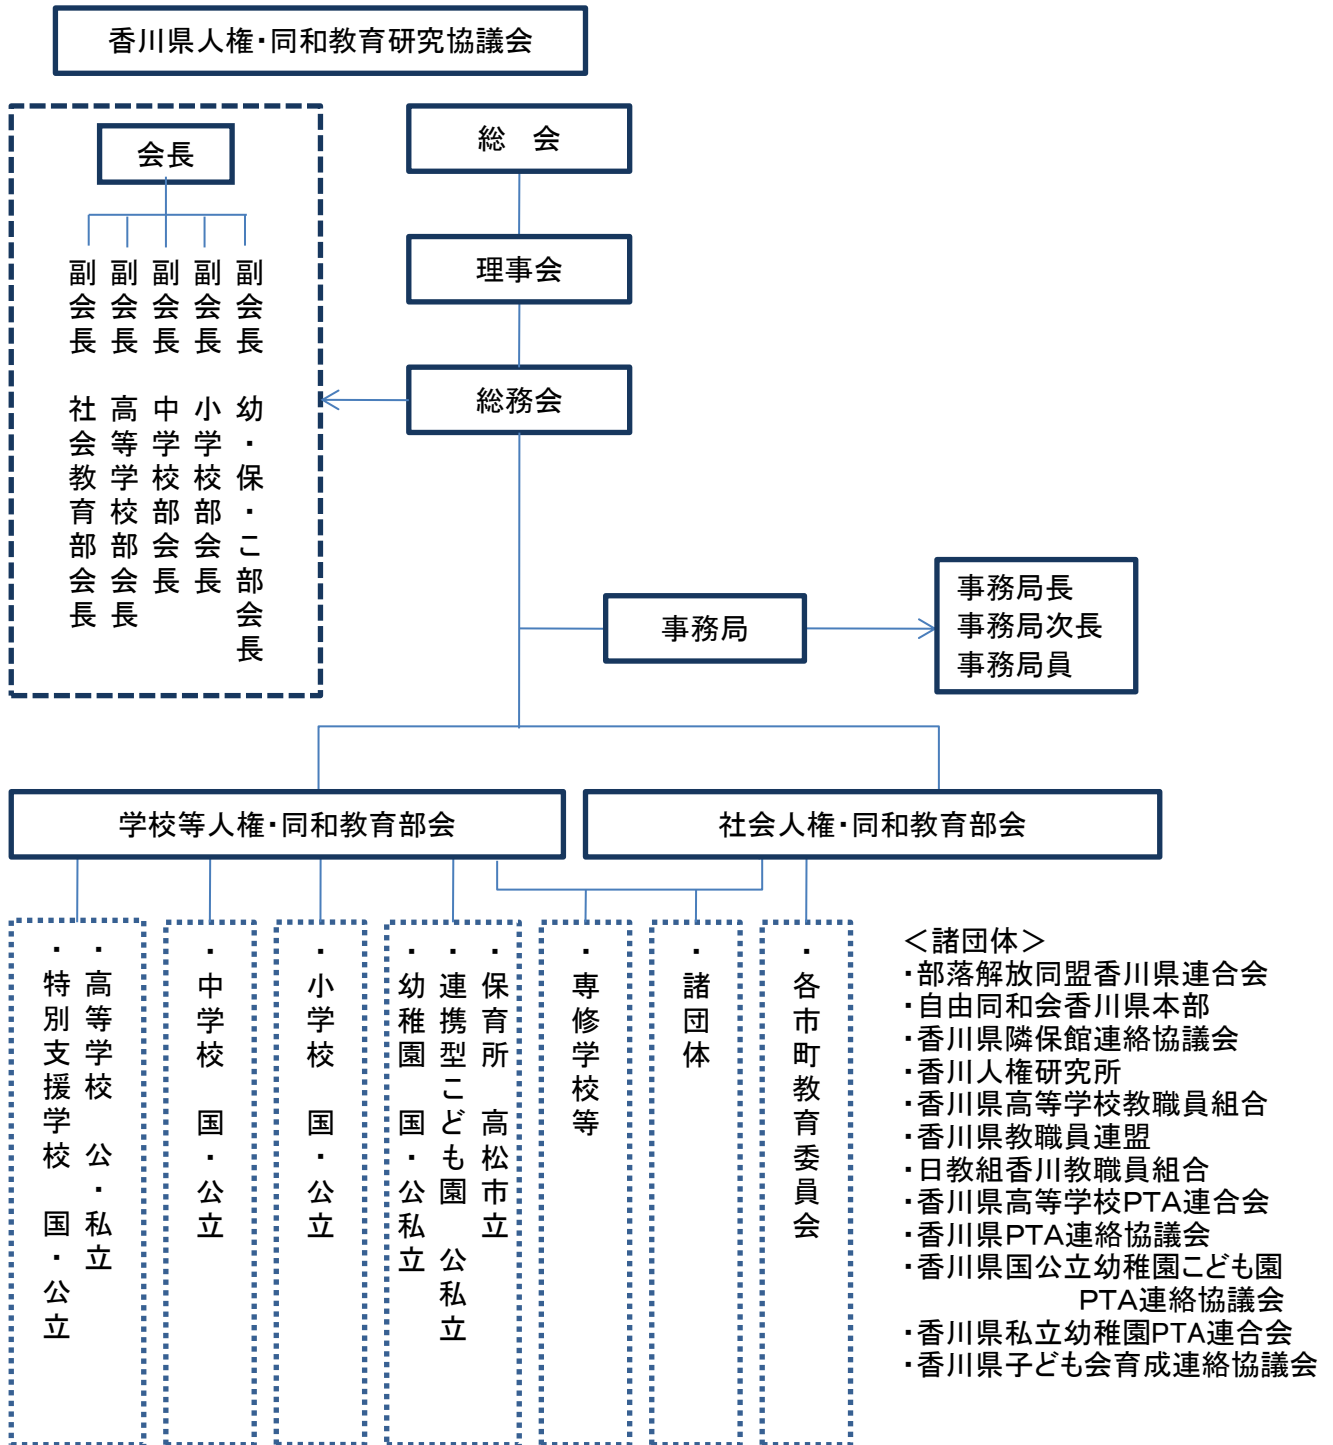 香川県人権・同和教育研究協議会
会長
副会長 幼・保・こ部会長
副会長 小学校部会長
副会長 中学校部会長
副会長 高等学校部会長
副会長 社会教育部会長
総　会
理事会
総務会
事務局
事務局長
事務局次長
事務局員
学校等人権・同和教育部会
社会人権・同和教育部会
・高等学校 公・私立
・特別支援学校 国・公立
・中学校 国・公立
・小学校 国・公立
・保育所 高松市立
・連携型こども園 公私立
・幼稚園 国・公私立
・専修学校等
・諸団体
・各市町教育委員会
＜諸団体＞
・部落解放同盟香川県連合会
・自由同和会香川県本部
・香川県隣保館連絡協議会
・香川人権研究所
・香川県高等学校教職員組合
・香川県教職員連盟
・日教組香川教職員組合
・香川県高等学校PTA連合会
・香川県PTA連絡協議会
・香川県国公立幼稚園こども園
PTA連絡協議会
・香川県私立幼稚園PTA連合会
・香川県子ども会育成連絡協議会